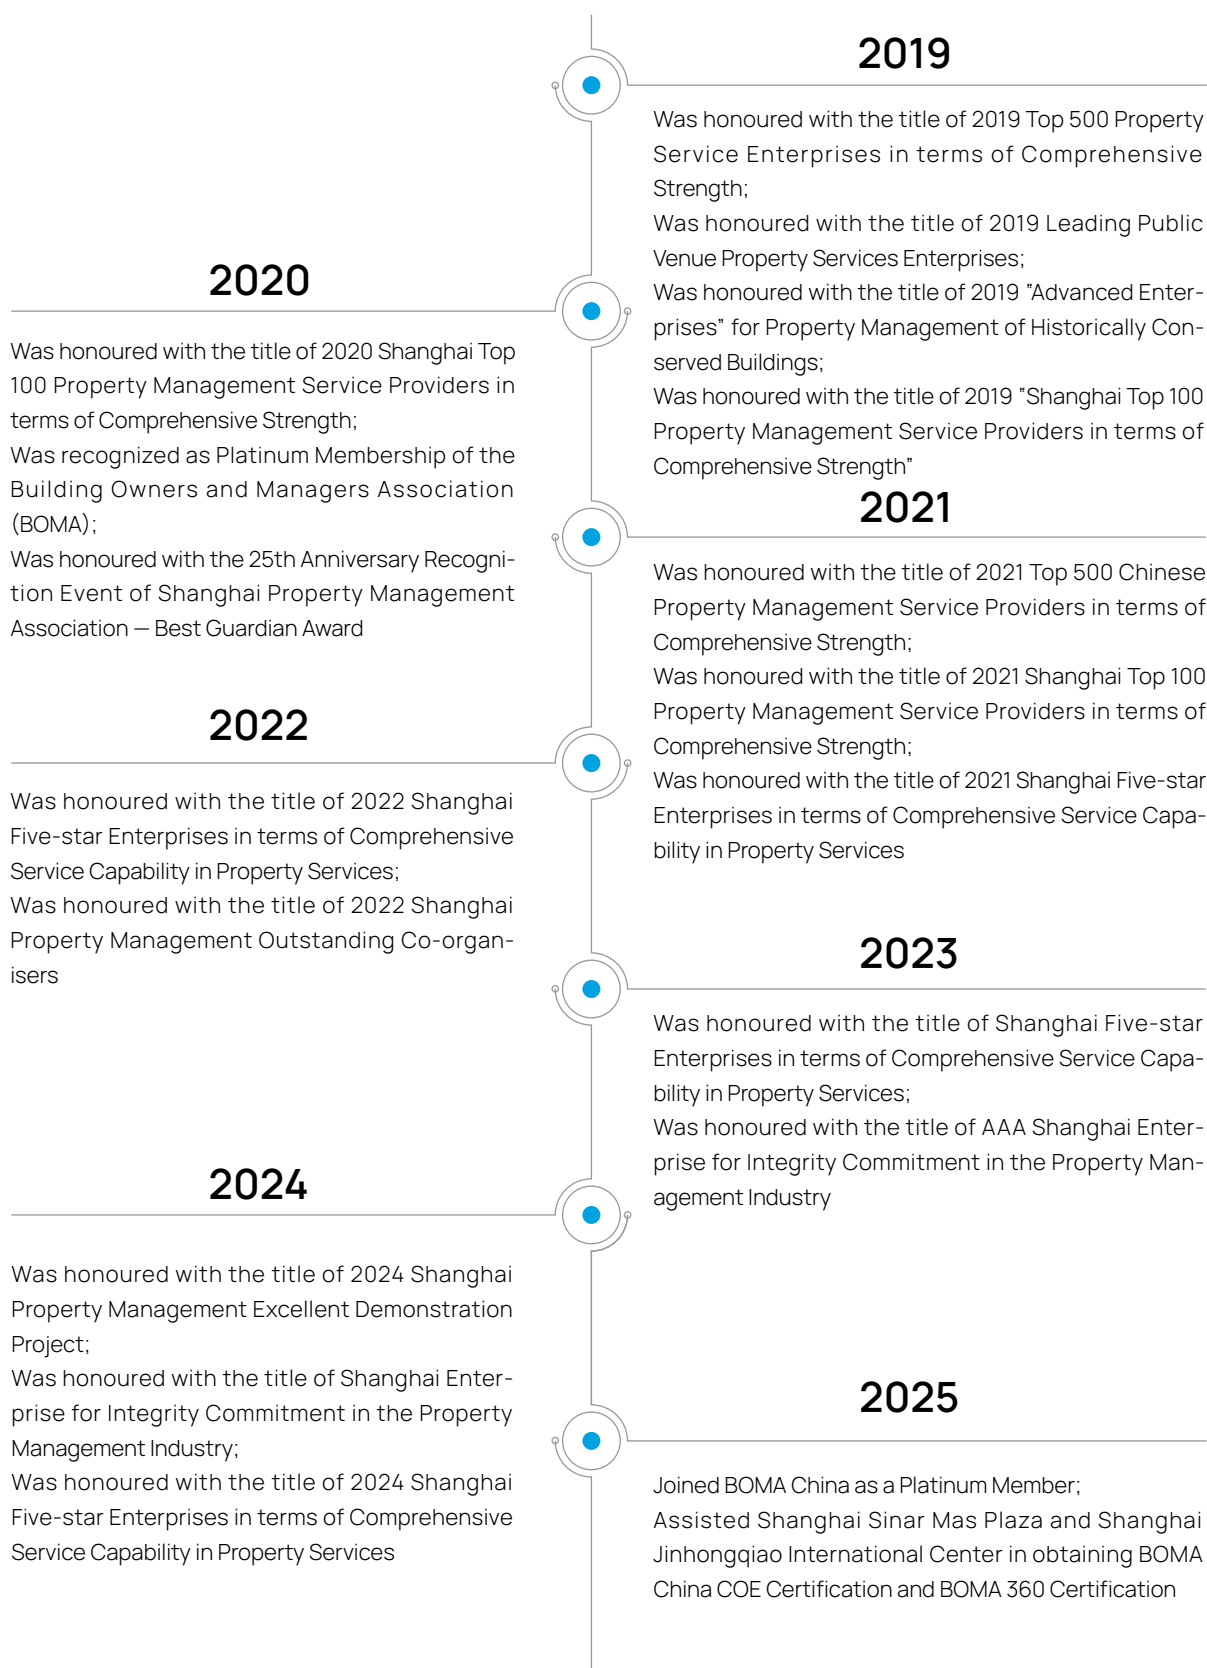 2019
Was honoured with the title of 2019 Top 500 Property
Service Enterprises in terms of Comprehensive
Strength;
Was honoured with the title of 2019 Leading Public
Venue Property Services Enterprises;
Was honoured with the title of 2019 "Advanced Enter-
prises" for Property Management of Historically Con-
served Buildings;
Was honoured with the title of 2019 "Shanghai Top 100
Property Management Service Providers in terms of
Comprehensive Strength"
2020
Was honoured with the title of 2020 Shanghai Top
100 Property Management Service Providers in
terms of Comprehensive Strength;
Was recognized as Platinum Membership of the
Building Owners and Managers Association
(BOMA);
Was honoured with the 25th Anniversary Recogni-
tion Event of Shanghai Property Management
Association — Best Guardian Award
2021
Was honoured with the title of 2021 Top 500 Chinese
Property Management Service Providers in terms of
Comprehensive Strength;
Was honoured with the title of 2021 Shanghai Top 100
Property Management Service Providers in terms of
Comprehensive Strength;
Was honoured with the title of 2021 Shanghai Five-star
Enterprises in terms of Comprehensive Service Capa-
bility in Property Services
2022
Was honoured with the title of 2022 Shanghai
Five-star Enterprises in terms of Comprehensive
Service Capability in Property Services;
Was honoured with the title of 2022 Shanghai
Property Management Outstanding Co-organ-
isers
2023
Was honoured with the title of Shanghai Five-star
Enterprises in terms of Comprehensive Service Capa-
bility in Property Services;
Was honoured with the title of AAA Shanghai Enter-
prise for Integrity Commitment in the Property Man-
agement Industry
2024
Was honoured with the title of 2024 Shanghai
Property Management Excellent Demonstration
Project;
Was honoured with the title of Shanghai Enter-
prise for Integrity Commitment in the Property
Management Industry;
Was honoured with the title of 2024 Shanghai
Five-star Enterprises in terms of Comprehensive
Service Capability in Property Services
2025
Joined BOMA China as a Platinum Member;
Assisted Shanghai Sinar Mas Plaza and Shanghai
Jinhongqiao International Center in obtaining BOMA
China COE Certification and BOMA 360 Certification